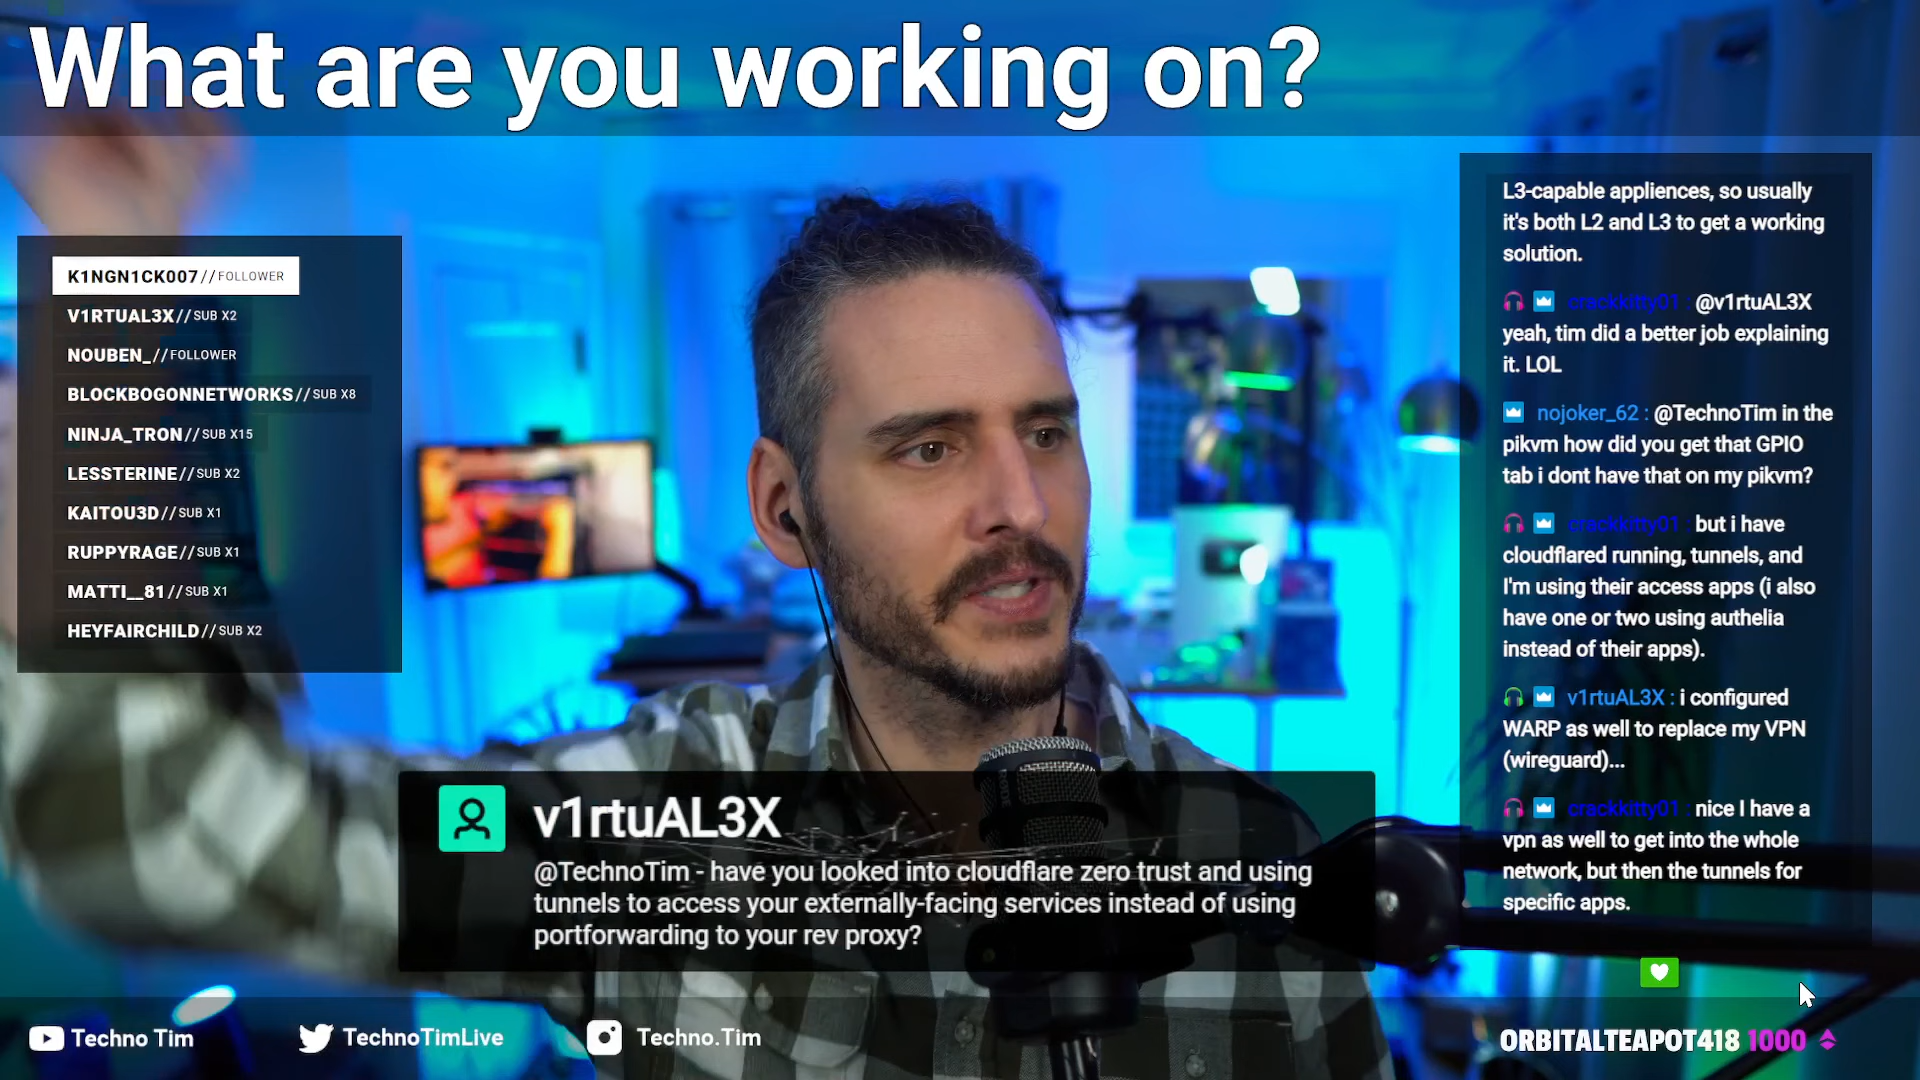 What are you working on?
K1NGN1CK007//FOLLOWER
V1RTUAL3X//SUB X2
NOUBEN_//FOLLOWER
BLOCKBOGONNETWORKS//SUB X8
NINJA_TRON//SUB X15
LESSTERINE//SUB X2
KAITOU3D//SUB X1
RUPPYRAGE//SUB X1
MATTI__81//SUB X1
HEYFAIRCHILD//SUB X2
L3-capable appliences, so usually
it's both L2 and L3 to get a working
solution.
crackkitty01 : @v1rtuAL3X
yeah, tim did a better job explaining
it. LOL
nojoker_62 : @TechnoTim in the
pikvm how did you get that GPIO
tab i dont have that on my pikvm?
crackkitty01 : but i have
cloudflared running, tunnels, and
I'm using their access apps (i also
have one or two using authelia
instead of their apps).
v1rtuAL3X : i configured
WARP as well to replace my VPN
(wireguard)...
crackkitty01 : nice I have a
vpn as well to get into the whole
network, but then the tunnels for
specific apps.
v1rtuAL3X
@TechnoTim - have you looked into cloudflare zero trust and using
tunnels to access your externally-facing services instead of using
portforwarding to your rev proxy?
Techno Tim
TechnoTimLive
Techno.Tim
ORBITALTEAPOT418 1000